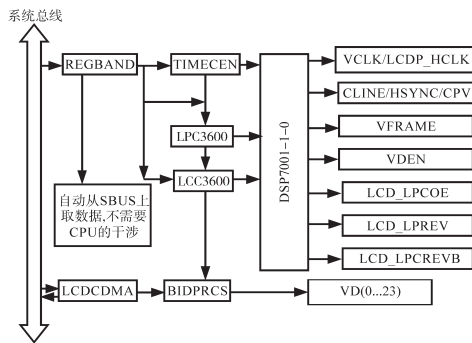 系统总线
REGBAND
TIMECEN
VCLK/LCDP_HCLK
CLINE/HSYNC/CPV
VFRAME
LPC3600
DSP7001-1-0
VDEN
LCC3600
自动从SBUS上
取数据,不需要
CPU的干涉
LCD_LPCOE
LCD_LPREV
LCD_LPCREVB
LCDCDMA
BIDPRCS
VD(0...23)